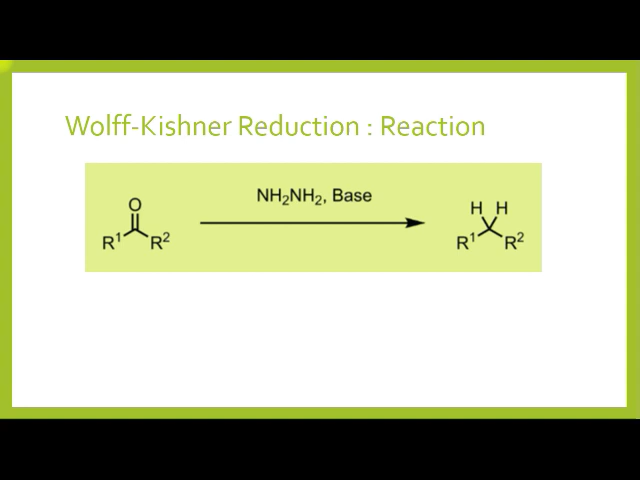 Wolff-Kishner Reduction : Reaction
NH₂NH₂, Base
O
R¹ R²
H H
R¹ R²